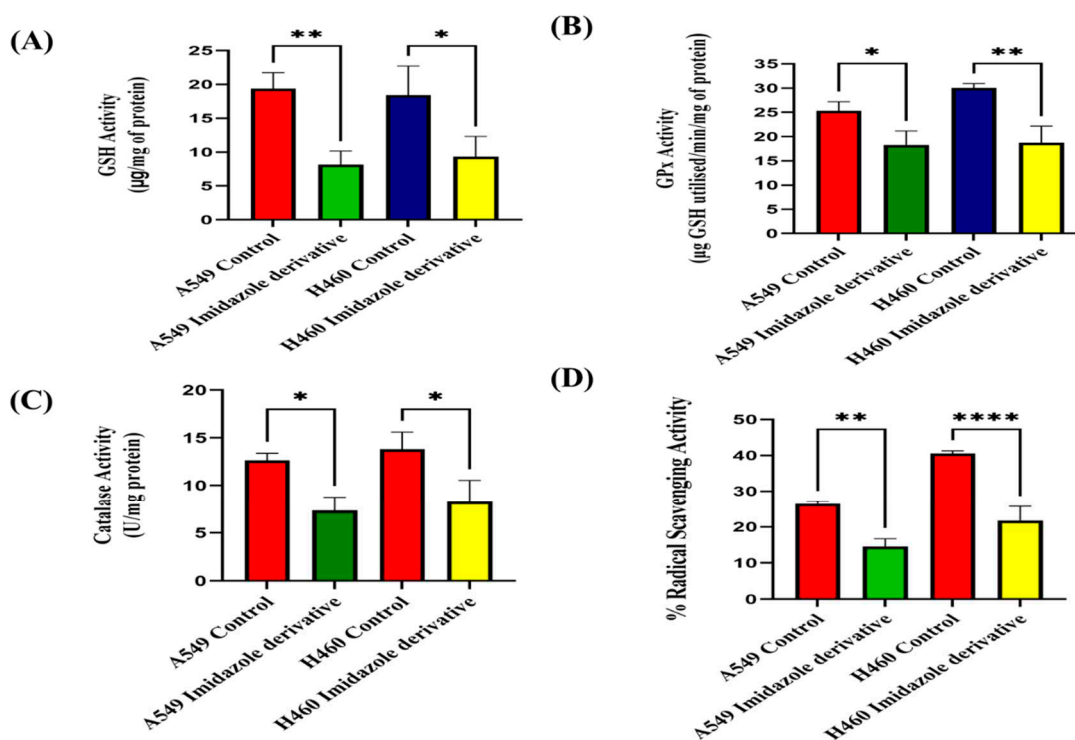 (A)
GSH Activity
(µg/mg of protein)
25
20
15
10
5
0
**
*
A549 Control
A549 Imidazole derivative
H460 Control
H460 Imidazole derivative
(B)
GPx Activity
(µg GSH utilised/min/mg of protein)
35
30
25
20
15
10
5
0
*
**
A549 Control
A549 Imidazole derivative
H460 Control
H460 Imidazole derivative
(C)
Catalase Activity
(U/mg protein)
20
15
10
5
0
*
*
A549 Control
A549 Imidazole derivative
H460 Control
H460 Imidazole derivative
(D)
% Radical Scavenging Activity
50
40
30
20
10
0
**
****
A549 Control
A549 Imidazole derivative
H460 Control
H460 Imidazole derivative